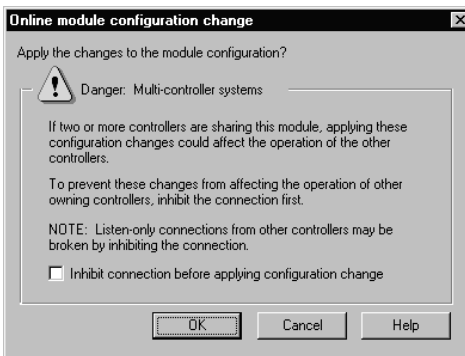 Online module configuration change
Apply the changes to the module configuration?
Danger: Multi-controller systems
If two or more controllers are sharing this module, applying these
configuration changes could affect the operation of the other
controllers.
To prevent these changes from affecting the operation of other
owning controllers, inhibit the connection first.
NOTE: Listen-only connections from other controllers may be
broken by inhibiting the connection.
Inhibit connection before applying configuration change
OK
Cancel
Help